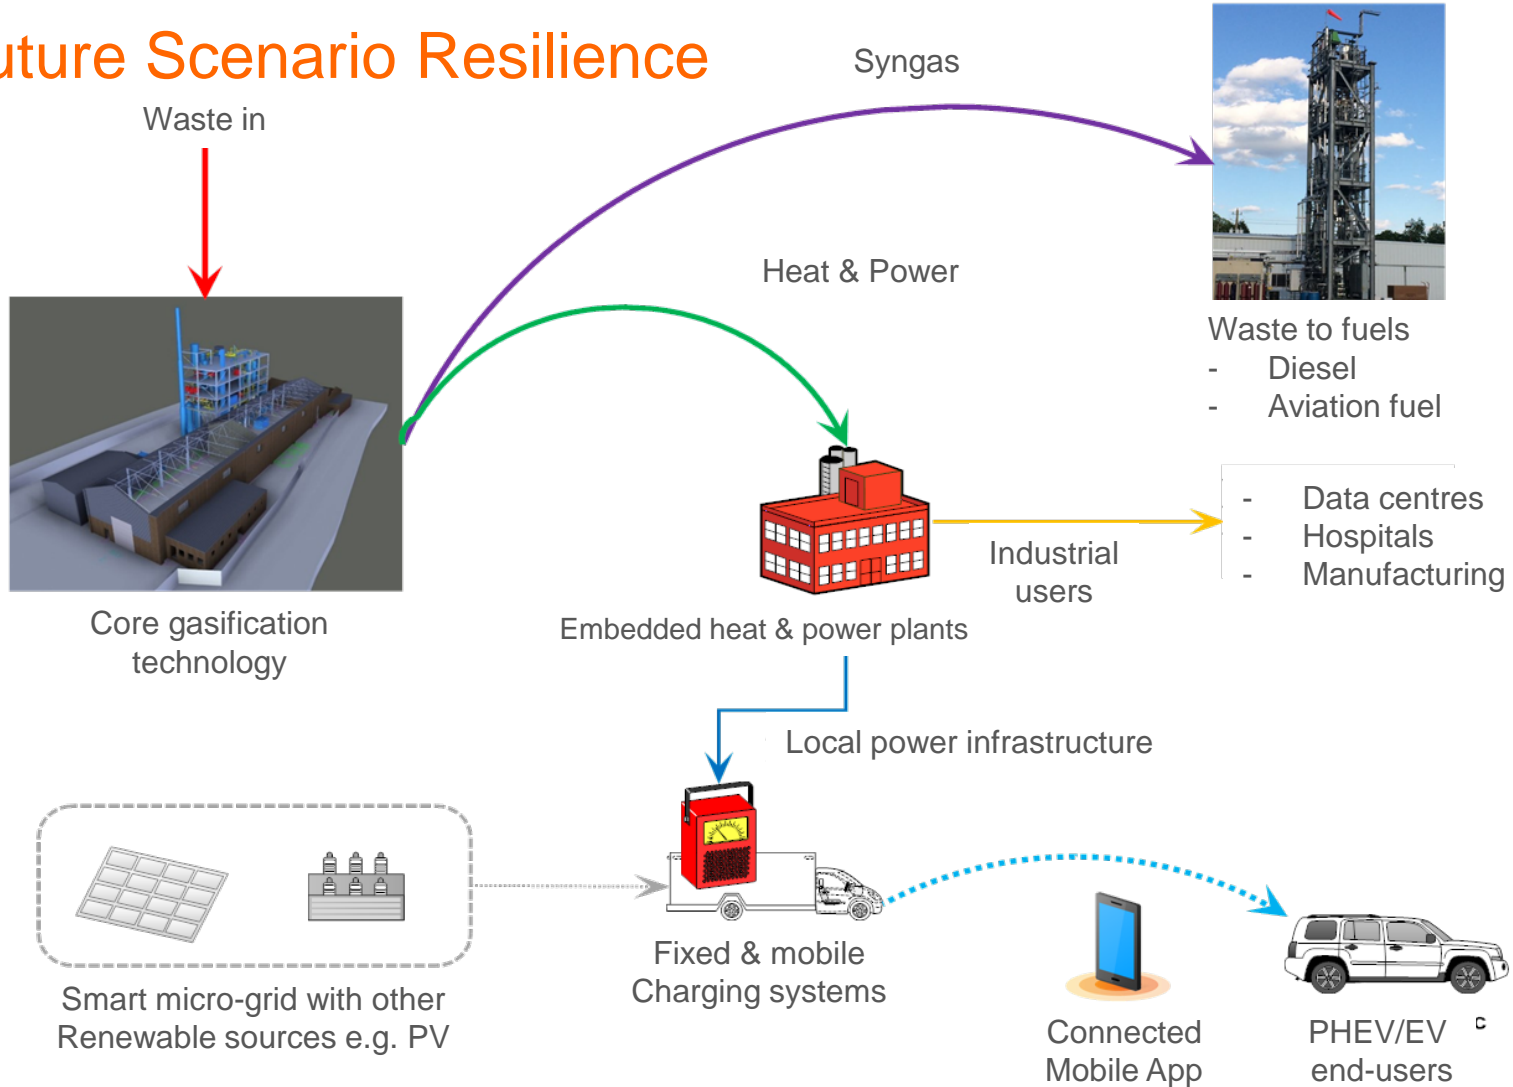 uture Scenario Resilience
Syngas
Waste in
Heat & Power
Waste to fuels
- Diesel
- Aviation fuel
- Data centres
- Hospitals
- Manufacturing
Industrial
users
Core gasification
technology
Embedded heat & power plants
Local power infrastructure
Fixed & mobile
Charging systems
Smart micro-grid with other
Renewable sources e.g. PV
Connected
Mobile App
PHEV/EV
end-users
c